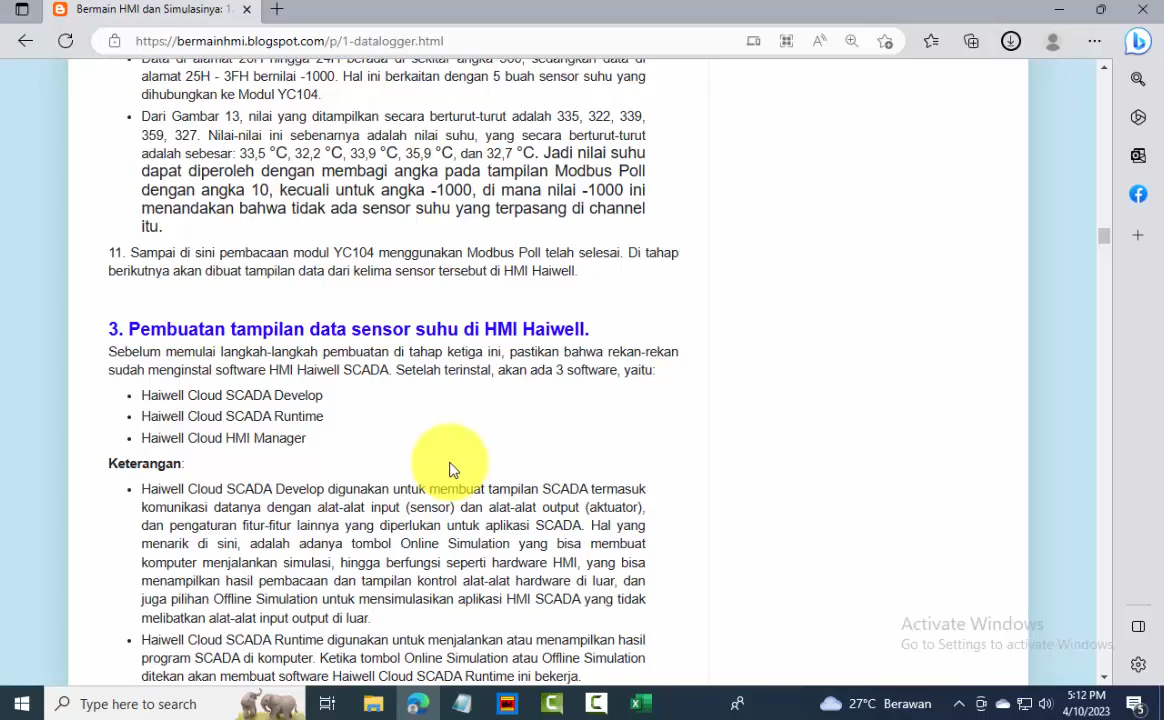 Bermain HMI dan Simulasinya: 1.
https://bermainhmi.blogspot.com/p/1-datalogger.html
Data di alamat 20H hingga 24H berada di sekitar angka 300, sedangkan data di
alamat 25H - 3FH bernilai -1000. Hal ini berkaitan dengan 5 buah sensor suhu yang
dihubungkan ke Modul YC104.
Dari Gambar 13, nilai yang ditampilkan secara berturut-turut adalah 335, 322, 339,
359, 327. Nilai-nilai ini sebenarnya adalah nilai suhu, yang secara berturut-turut
adalah sebesar: 33,5 °C, 32,2 °C, 33,9 °C, 35,9 °C, dan 32,7 °C. Jadi nilai suhu
dapat diperoleh dengan membagi angka pada tampilan Modbus Poll
dengan angka 10, kecuali untuk angka -1000, di mana nilai -1000 ini
menandakan bahwa tidak ada sensor suhu yang terpasang di channel
itu.
11. Sampai di sini pembacaan modul YC104 menggunakan Modbus Poll telah selesai. Di tahap
berikutnya akan dibuat tampilan data dari kelima sensor tersebut di HMI Haiwell.
3. Pembuatan tampilan data sensor suhu di HMI Haiwell.
Sebelum memulai langkah-langkah pembuatan di tahap ketiga ini, pastikan bahwa rekan-rekan
sudah menginstal software HMI Haiwell SCADA. Setelah terinstal, akan ada 3 software, yaitu:
Haiwell Cloud SCADA Develop
Haiwell Cloud SCADA Runtime
Haiwell Cloud HMI Manager
Keterangan:
Haiwell Cloud SCADA Develop digunakan untuk membuat tampilan SCADA termasuk
komunikasi datanya dengan alat-alat input (sensor) dan alat-alat output (aktuator),
dan pengaturan fitur-fitur lainnya yang diperlukan untuk aplikasi SCADA. Hal yang
menarik di sini, adalah adanya tombol Online Simulation yang bisa membuat
komputer menjalankan simulasi, hingga berfungsi seperti hardware HMI, yang bisa
menampilkan hasil pembacaan dan tampilan kontrol alat-alat hardware di luar, dan
juga pilihan Offline Simulation untuk mensimulasikan aplikasi HMI SCADA yang tidak
melibatkan alat-alat input output di luar.
Haiwell Cloud SCADA Runtime digunakan untuk menjalankan atau menampilkan hasil
program SCADA di komputer. Ketika tombol Online Simulation atau Offline Simulation
ditekan akan membuat software Haiwell Cloud SCADA Runtime ini bekerja.
Activate Windows
Go to Settings to activate Windows.
Type here to search
27°C Berawan
5:12 PM
4/10/2023
5